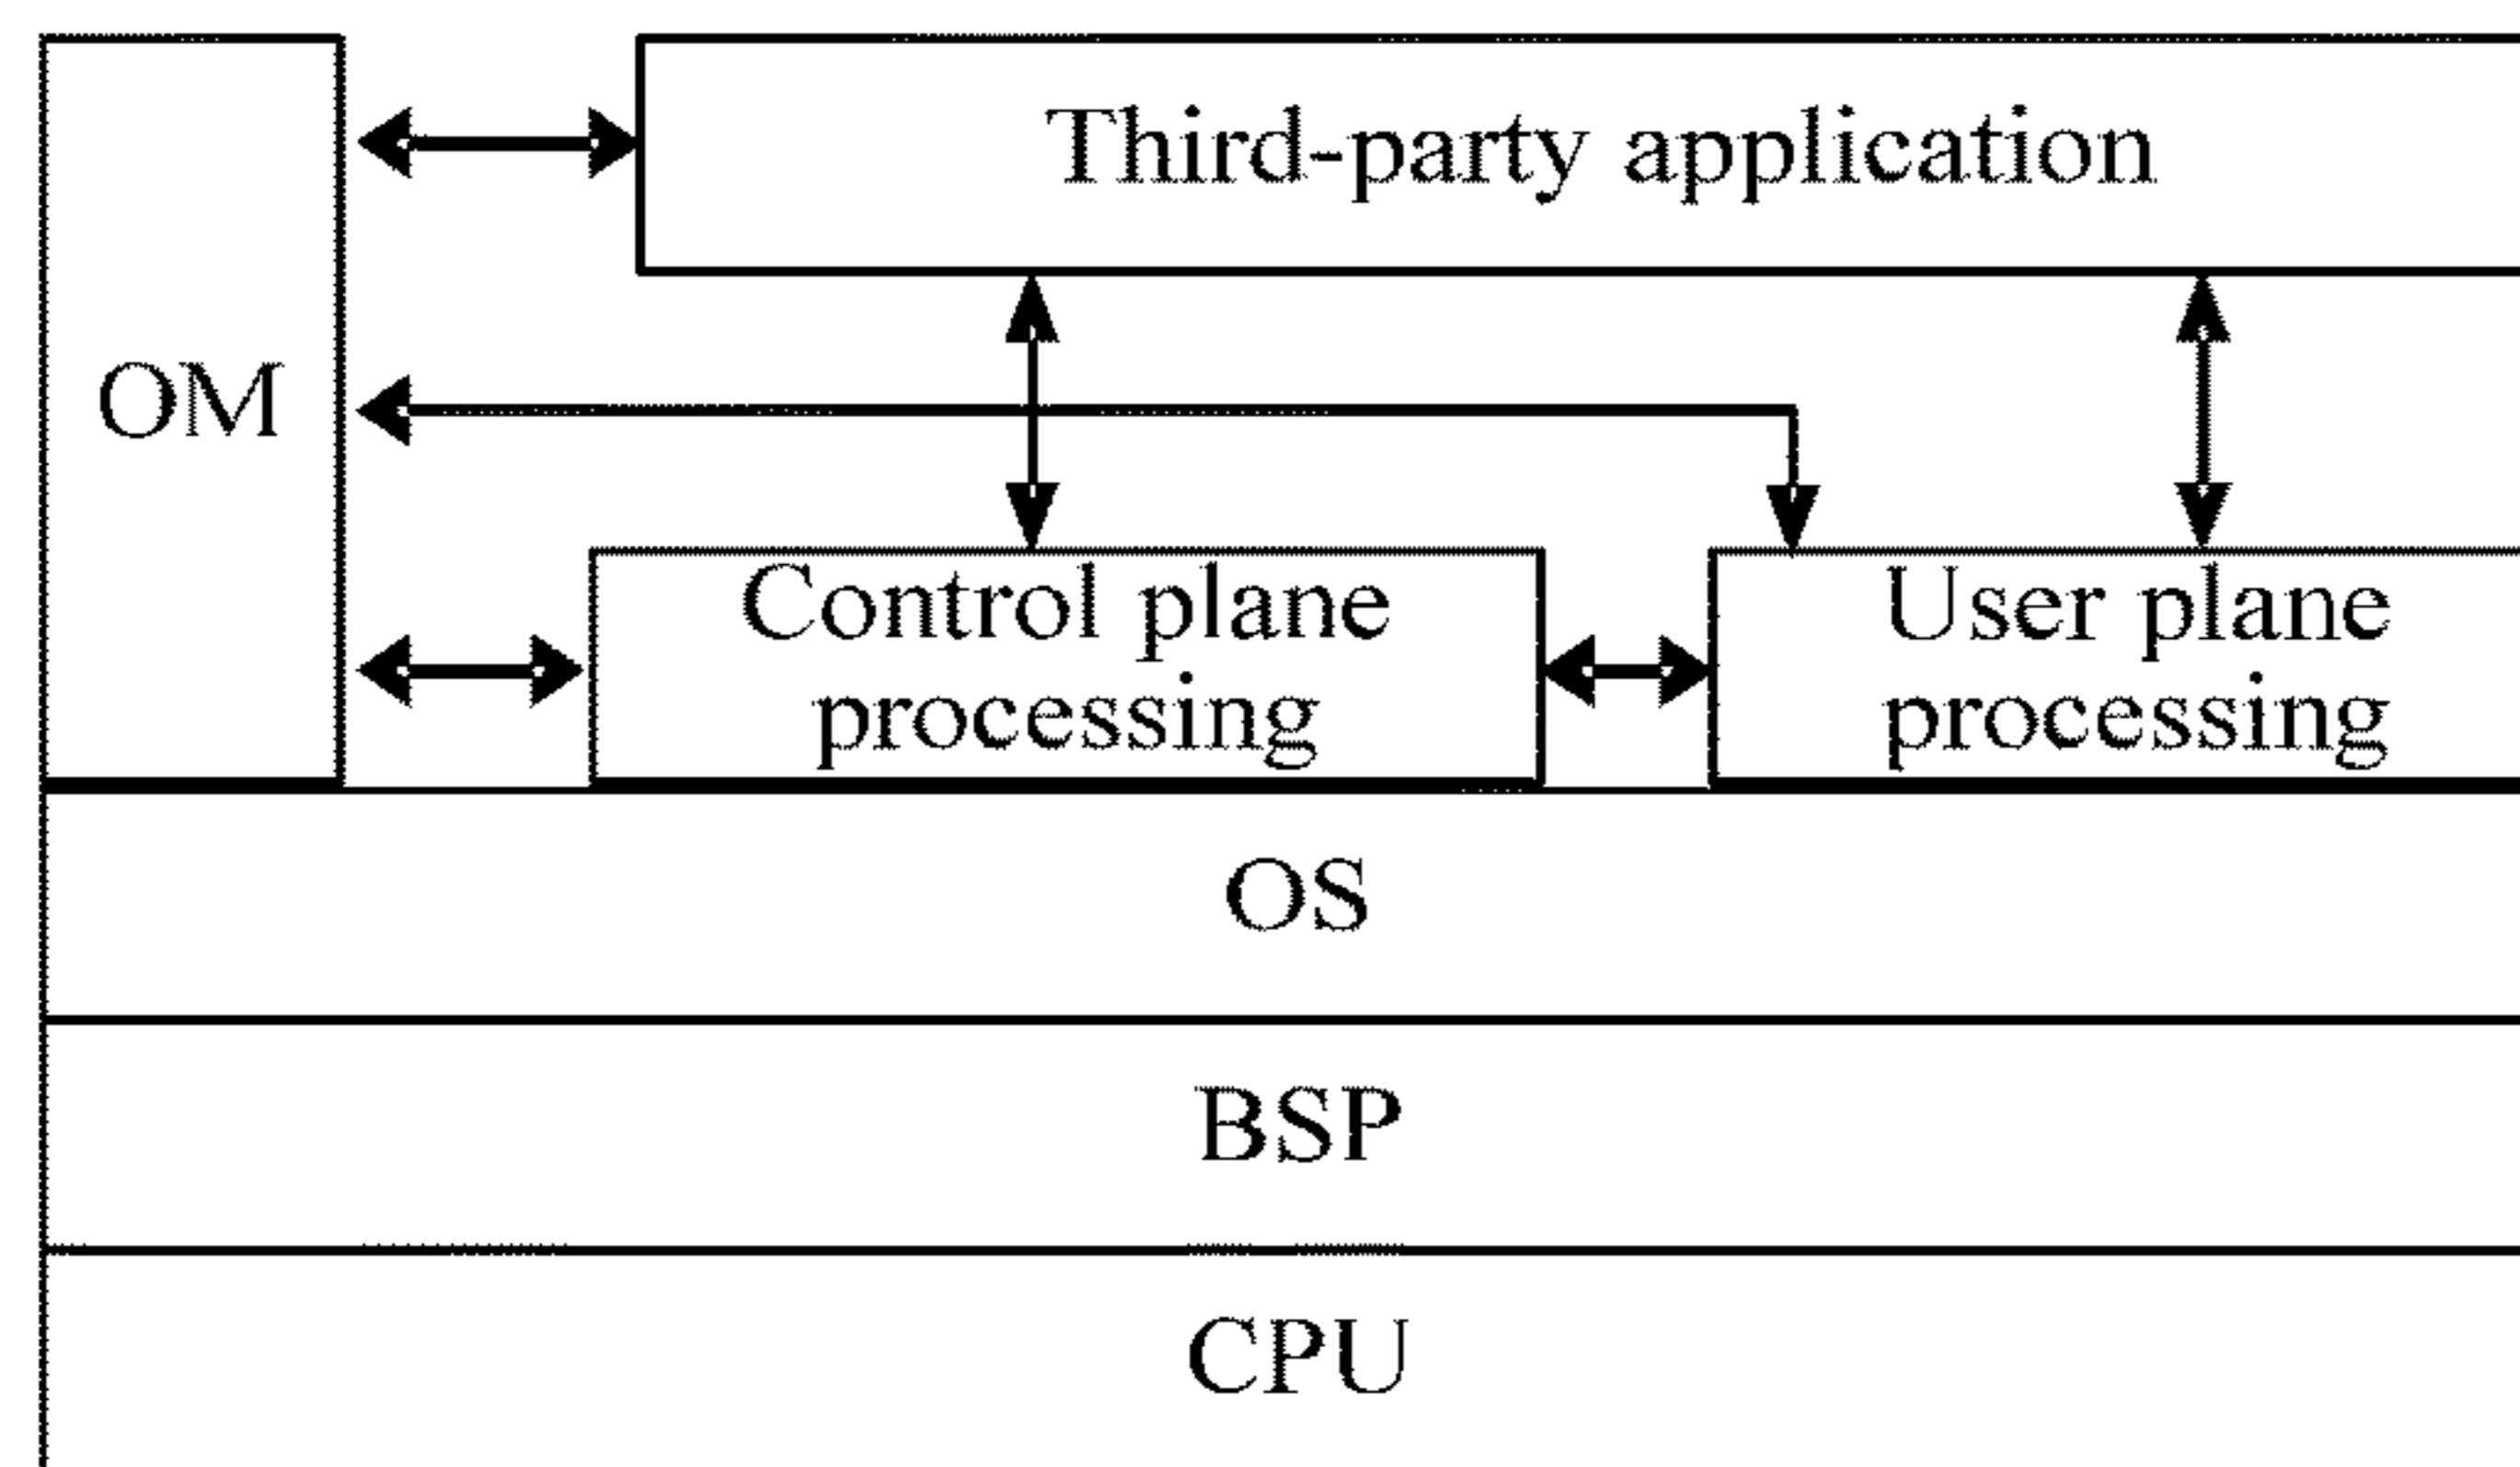 Third-party application
OM
Control plane
processing
User plane
processing
OS
BSP
CPU